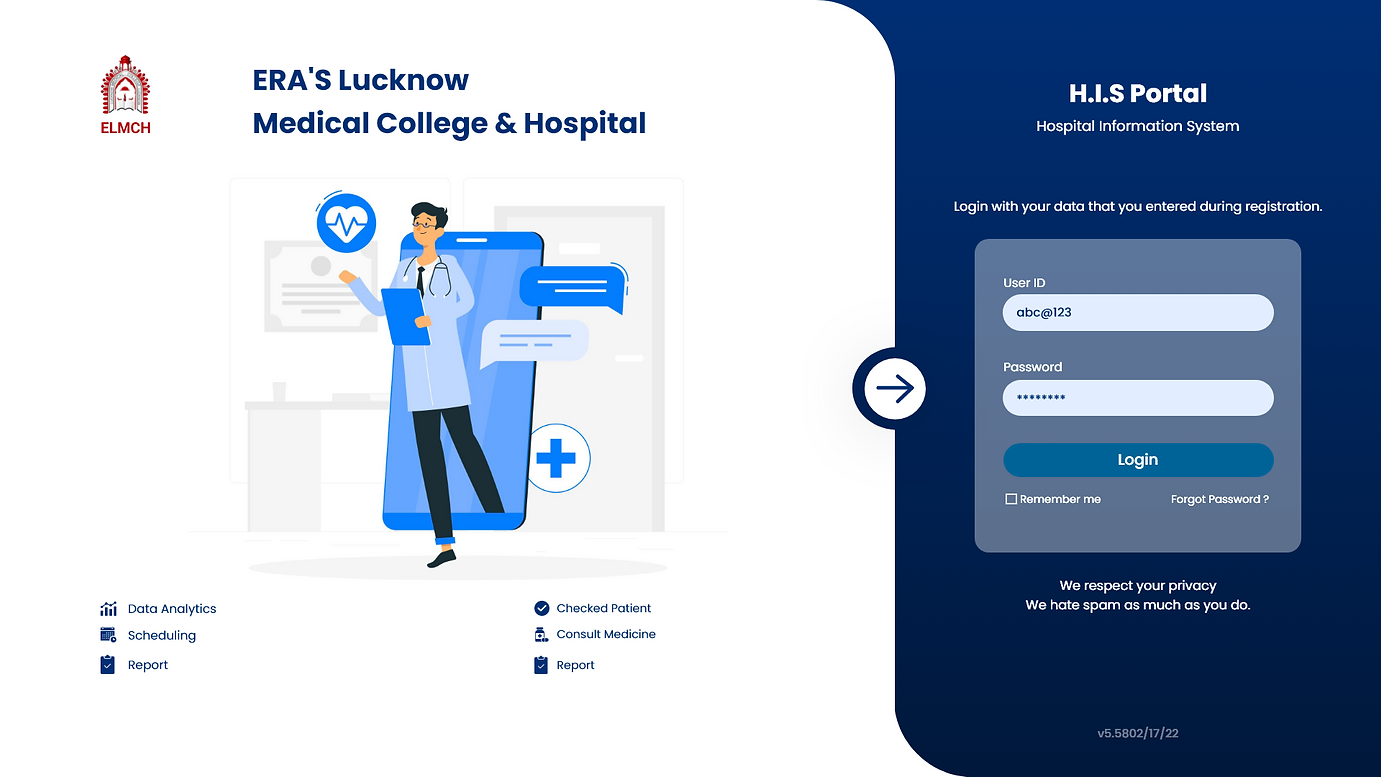 ELMCH
ERA'S Lucknow
Medical College & Hospital
Data Analytics
Scheduling
Report
Checked Patient
Consult Medicine
Report
H.I.S Portal
Hospital Information System
Login with your data that you entered during registration.
User ID
abc@123
Password
********
Login
Remember me
Forgot Password ?
We respect your privacy
We hate spam as much as you do.
v5.5802/17/22